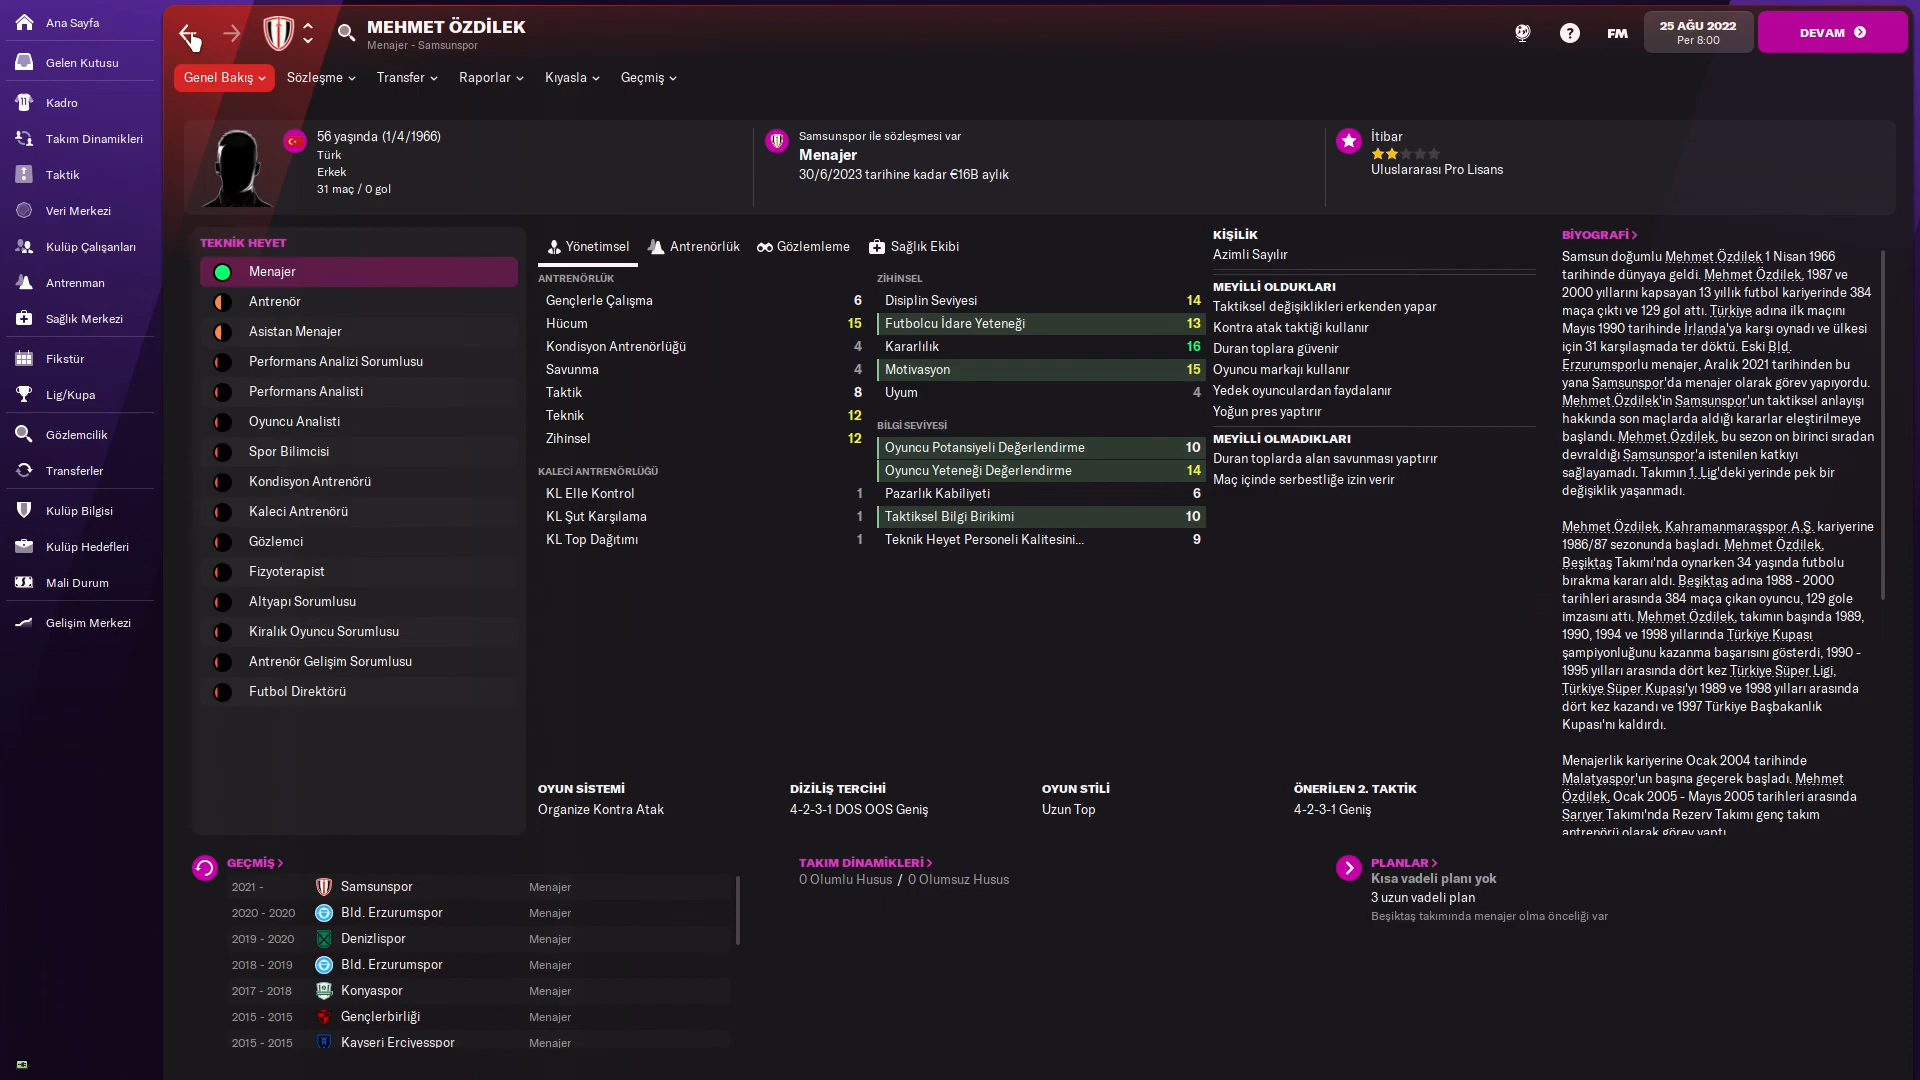 Ana Sayfa
Gelen Kutusu
Kadro
Takım Dinamikleri
Taktik
Veri Merkezi
Kulüp Çalışanları
Antrenman
Sağlık Merkezi
Fikstür
Lig/Kupa
Gözlemcilik
Transferler
Kulüp Bilgisi
Kulüp Hedefleri
Mali Durum
Gelişim Merkezi
MEHMET ÖZDİLEK
Menajer - Samsunspor
FM
25 AĞU 2022
Per 8:00
DEVAM
Genel Bakış
Sözleşme
Transfer
Raporlar
Kıyasla
Geçmiş
56 yaşında (1/4/1966)
Türk
Erkek
31 maç / 0 gol
Samsunspor ile sözleşmesi var
Menajer
30/6/2023 tarihine kadar €16B aylık
İtibar
Uluslararası Pro Lisans
TEKNİK HEYET
Menajer
Antrenör
Asistan Menajer
Performans Analizi Sorumlusu
Performans Analisti
Oyuncu Analisti
Spor Bilimcisi
Kondisyon Antrenörü
Kaleci Antrenörü
Gözlemci
Fizyoterapist
Altyapı Sorumlusu
Kiralık Oyuncu Sorumlusu
Antrenör Gelişim Sorumlusu
Futbol Direktörü
Yönetimsel
Antrenörlük
Gözlemleme
Sağlık Ekibi
ANTRENÖRLÜK
Gençlerle Çalışma 6
Hücum 15
Kondisyon Antrenörlüğü 4
Savunma 4
Taktik 8
Teknik 12
Zihinsel 12
KALECİ ANTRENÖRLÜĞÜ
KL Elle Kontrol 1
KL Şut Karşılama 1
KL Top Dağıtımı 1
ZİHİNSEL
Disiplin Seviyesi 14
Futbolcu İdare Yeteneği 13
Kararlılık 16
Motivasyon 15
Uyum 4
BİLGİ SEVİYESİ
Oyuncu Potansiyeli Değerlendirme 10
Oyuncu Yeteneği Değerlendirme 14
Pazarlık Kabiliyeti 6
Taktiksel Bilgi Birikimi 10
Teknik Heyet Personeli Kalitesini... 9
KİŞİLİK
Azimli Sayılır
MEYİLLİ OLDUKLARI
Taktiksel değişiklikleri erkenden yapar
Kontra atak taktiği kullanır
Duran toplara güvenir
Oyuncu markajı kullanır
Yedek oyunculardan faydalanır
Yoğun pres yaptırır
MEYİLLİ OLMADIKLARI
Duran toplarda alan savunması yaptırır
Maç içinde serbestliğe izin verir
BİYOGRAFİ
Samsun doğumlu Mehmet Özdilek 1 Nisan 1966
tarihinde dünyaya geldi. Mehmet Özdilek, 1987 ve
2000 yıllarını kapsayan 13 yıllık futbol kariyerinde 384
maça çıktı ve 129 gol attı. Türkiye adına ilk maçını
Mayıs 1990 tarihinde İrlanda'ya karşı oynadı ve ülkesi
için 31 karşılaşmada ter döktü. Eski Bld.
Erzurumsporlu menajer, Aralık 2021 tarihinden bu
yana Samsunspor'da menajer olarak görev yapıyordu.
Mehmet Özdilek'in Samsunspor'un taktiksel anlayışı
hakkında son maçlarda aldığı kararlar eleştirilmeye
başlandı. Mehmet Özdilek, bu sezon on birinci sıradan
devraldığı Samsunspor'a istenilen katkıyı
sağlayamadı. Takımın 1. Lig'deki yerinde pek bir
değişiklik yaşanmadı.
Mehmet Özdilek, Kahramanmaraşspor A.Ş. kariyerine
1986/87 sezonunda başladı. Mehmet Özdilek,
Beşiktaş Takımı'nda oynarken 34 yaşında futbolu
bırakma kararı aldı. Beşiktaş adına 1988 - 2000
tarihleri arasında 384 maça çıkan oyuncu, 129 gole
imzasını attı. Mehmet Özdilek, takımın başında 1989,
1990, 1994 ve 1998 yıllarında Türkiye Kupası
şampiyonluğunu kazanma başarısını gösterdi, 1990 -
1995 yılları arasında dört kez Türkiye Süper Ligi,
Türkiye Süper Kupası'yı 1989 ve 1998 yılları arasında
dört kez kazandı ve 1997 Türkiye Başbakanlık
Kupası'nı kaldırdı.
Menajerlik kariyerine Ocak 2004 tarihinde
Malatyaspor'un başına geçerek başladı. Mehmet
Özdilek, Ocak 2005 - Mayıs 2005 tarihleri arasında
Sarıyer Takımı'nda Rezerv Takımı genç takım
antrenörü olarak görev yaptı.
OYUN SİSTEMİ
Organize Kontra Atak
DİZİLİŞ TERCİHİ
4-2-3-1 DOS OOS Geniş
OYUN STİLİ
Uzun Top
ÖNERİLEN 2. TAKTİK
4-2-3-1 Geniş
GEÇMİŞ
2021 - Samsunspor Menajer
2020 - 2020 Bld. Erzurumspor Menajer
2019 - 2020 Denizlispor Menajer
2018 - 2019 Bld. Erzurumspor Menajer
2017 - 2018 Konyaspor Menajer
2015 - 2015 Gençlerbirliği Menajer
2015 - 2015 Kayseri Erciyesspor Menajer
TAKIM DİNAMİKLERİ
0 Olumlu Husus / 0 Olumsuz Husus
PLANLAR
Kısa vadeli planı yok
3 uzun vadeli plan
Beşiktaş takımında menajer olma önceliği var